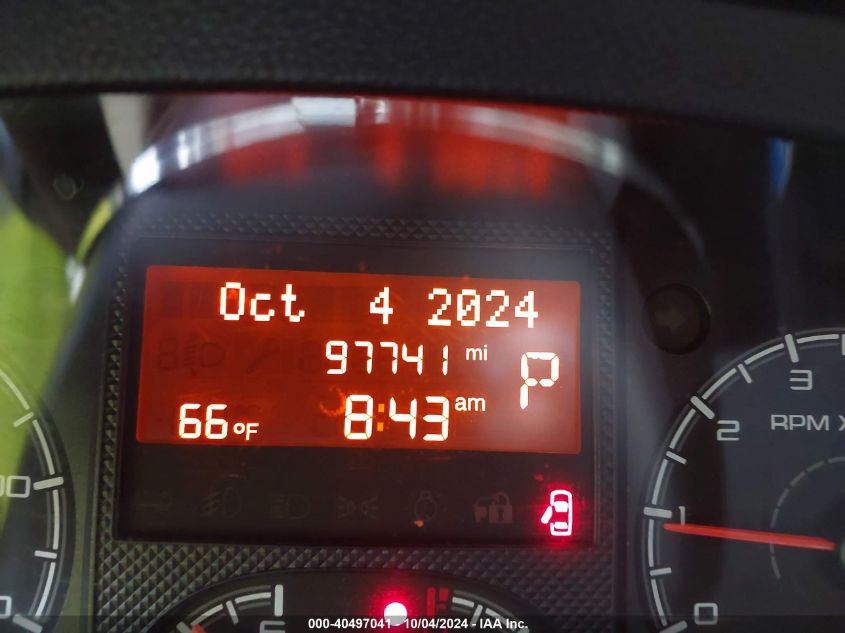 Oct 4 2024
97741 mi
P
66°F 8:43 am
3
2 RPM X
1
0
000-40497041 - 10/04/2024 - IAA Inc.